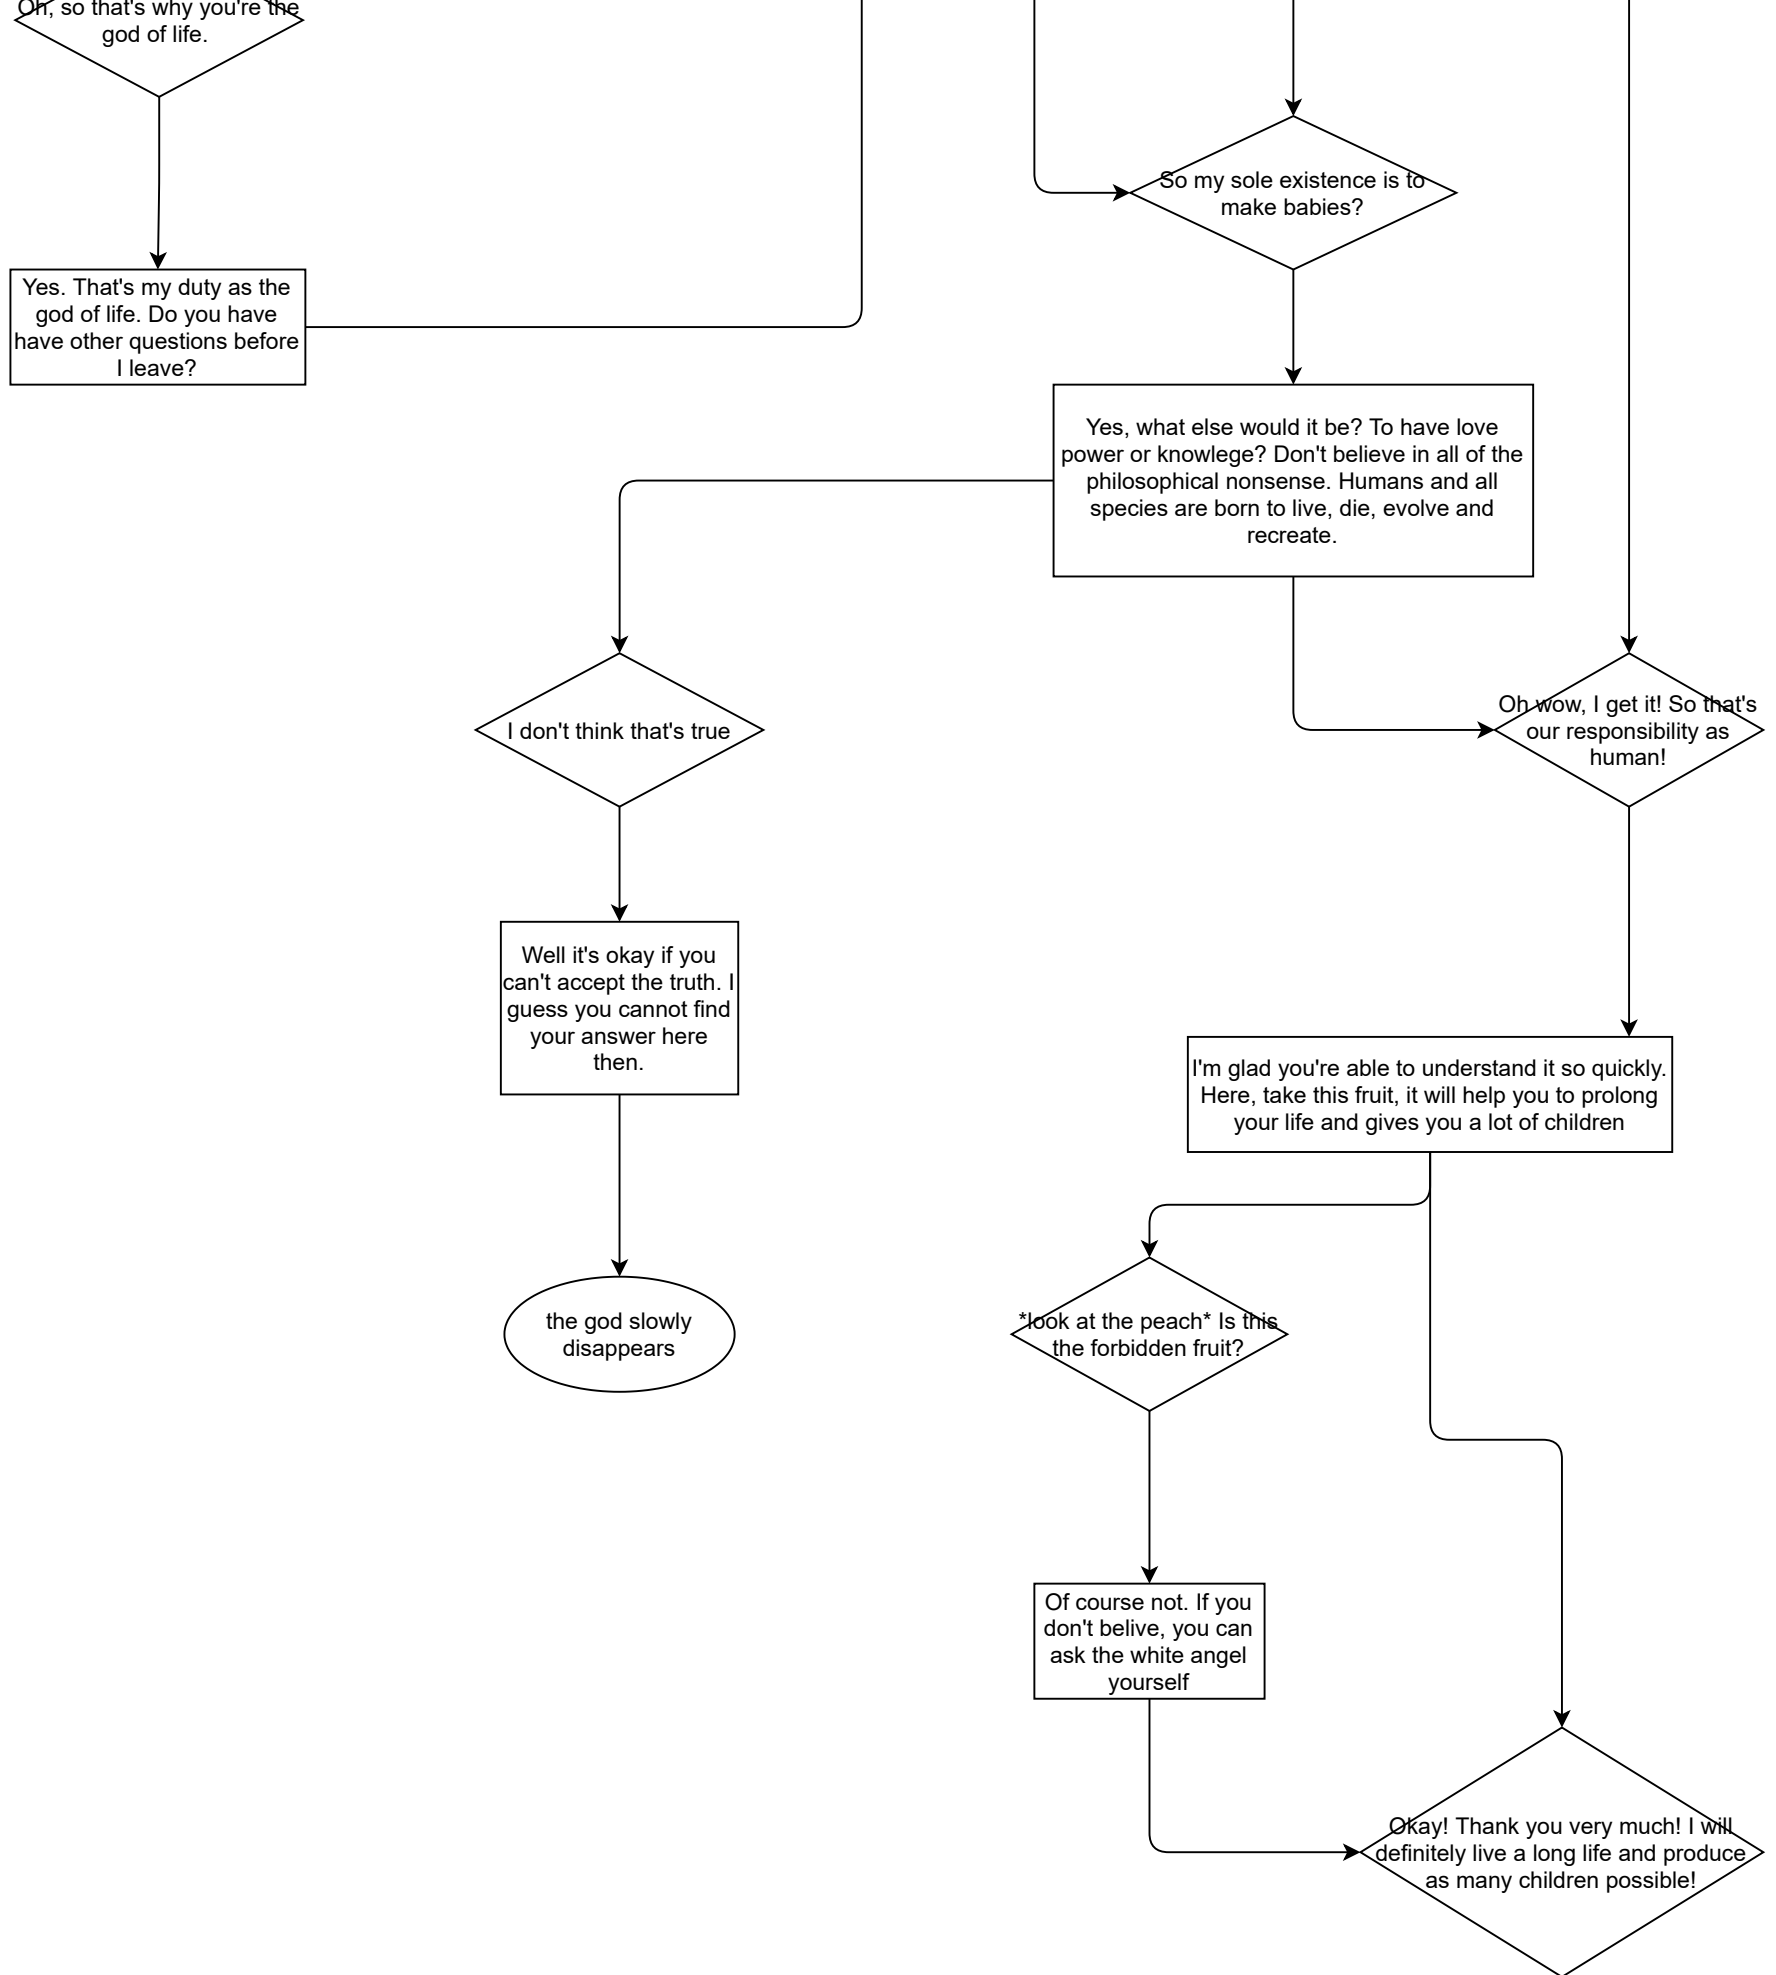 Oh, so that's why you're the
god of life.
So my sole existence is to
make babies?
Yes. That's my duty as the
god of life. Do you have
have other questions before
I leave?
Yes, what else would it be? To have love
power or knowlege? Don't believe in all of the
philosophical nonsense. Humans and all
species are born to live, die, evolve and
recreate.
I don't think that's true
Oh wow, I get it! So that's
our responsibility as
human!
Well it's okay if you
can't accept the truth. I
guess you cannot find
your answer here
then.
I'm glad you're able to understand it so quickly.
Here, take this fruit, it will help you to prolong
your life and gives you a lot of children
the god slowly
disappears
*look at the peach* Is this
the forbidden fruit?
Of course not. If you
don't belive, you can
ask the white angel
yourself
Okay! Thank you very much! I will
definitely live a long life and produce
as many children possible!